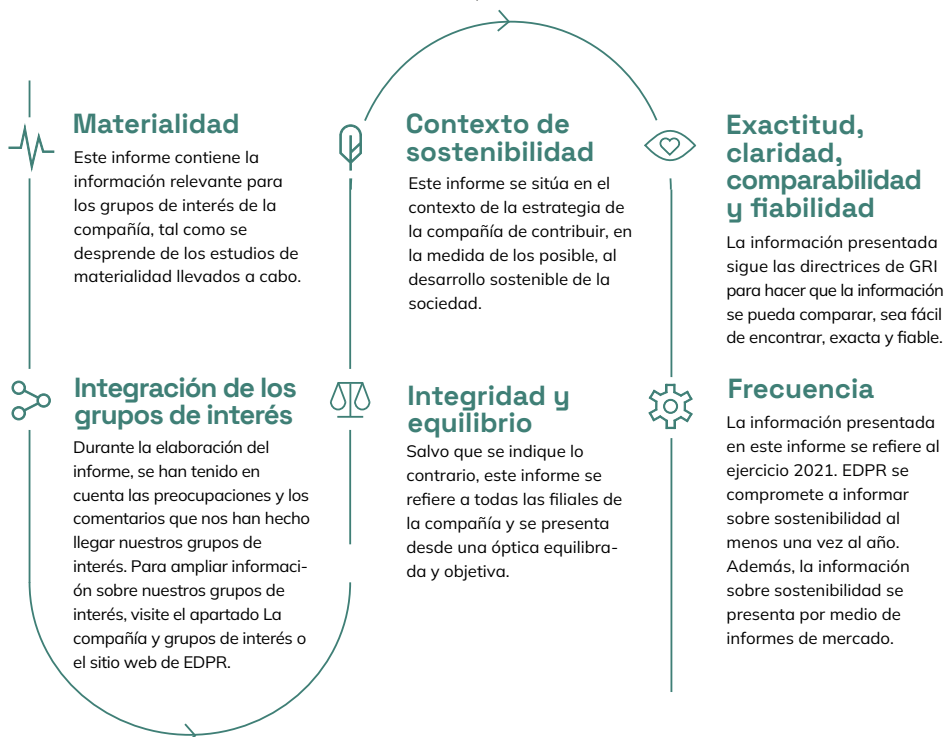 Materialidad
Este informe contiene la
información relevante para
los grupos de interés de la
compañía, tal como se
desprende de los estudios de
materialidad llevados a cabo.
Integración de los
grupos de interés
Durante la elaboración del
informe, se han tenido en
cuenta las preocupaciones y los
comentarios que nos han hecho
llegar nuestros grupos de
interés. Para ampliar informaci-
ón sobre nuestros grupos de
interés, visite el apartado La
compañía y grupos de interés o
el sitio web de EDPR.
Contexto de
sostenibilidad
Este informe se sitúa en el
contexto de la estrategia de
la compañía de contribuir, en
la medida de los posible, al
desarrollo sostenible de la
sociedad.
Integridad y
equilibrio
Salvo que se indique lo
contrario, este informe se
refiere a todas las filiales de
la compañía y se presenta
desde una óptica equilibra-
da y objetiva.
Exactitud,
claridad,
comparabilidad
y fiabilidad
La información presentada
sigue las directrices de GRI
para hacer que la información
se pueda comparar, sea fácil
de encontrar, exacta y fiable.
Frecuencia
La información presentada
en este informe se refiere al
ejercicio 2021. EDPR se
compromete a informar
sobre sostenibilidad al
menos una vez al año.
Además, la información
sobre sostenibilidad se
presenta por medio de
informes de mercado.